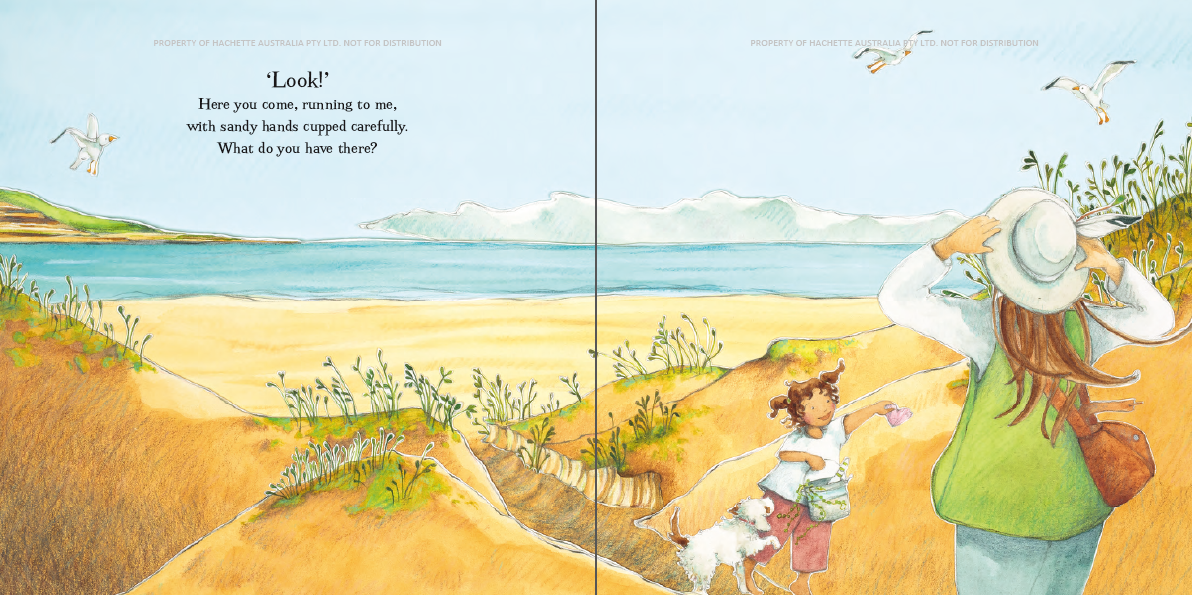 PROPERTY OF HACHETTE AUSTRALIA PTY LTD. NOT FOR DISTRIBUTION
‘Look!’
Here you come, running to me,
with sandy hands cupped carefully.
What do you have there?
PROPERTY OF HACHETTE AUSTRALIA PTY LTD. NOT FOR DISTRIBUTION